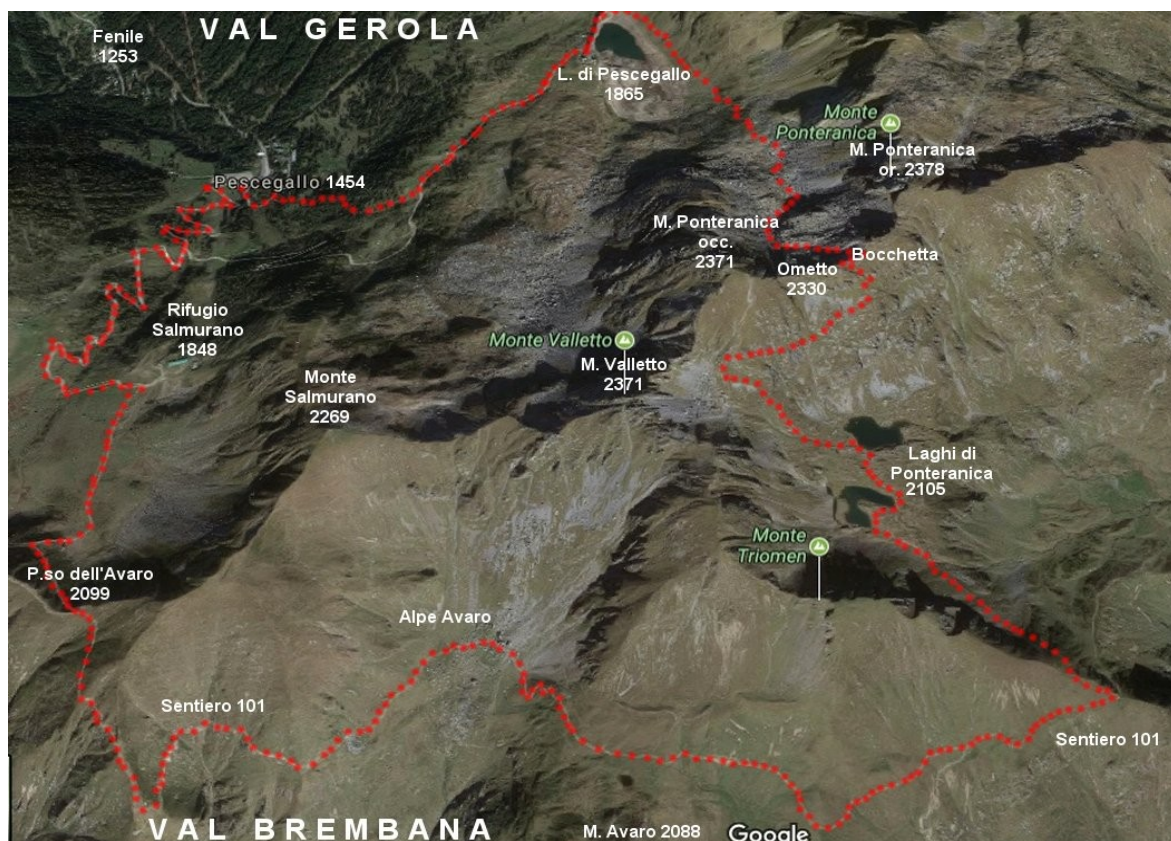 VAL GEROLA
Fenile
1253
L. di Pescegallo
1865
Monte
Ponteranica
M. Ponteranica
or. 2378
Pescegallo 1454
M. Ponteranica
occ.
2371
Bocchetta
Ometto
2330
Rifugio
Salmurano
1848
Monte Valletto
M. Valletto
2371
Monte
Salmurano
2269
Laghi di
Ponteranica
2105
Monte
Triomen
P.so dell'Avaro
2099
Alpe Avaro
Sentiero 101
Sentiero 101
VAL BREMBANA
M. Avaro 2088
Google